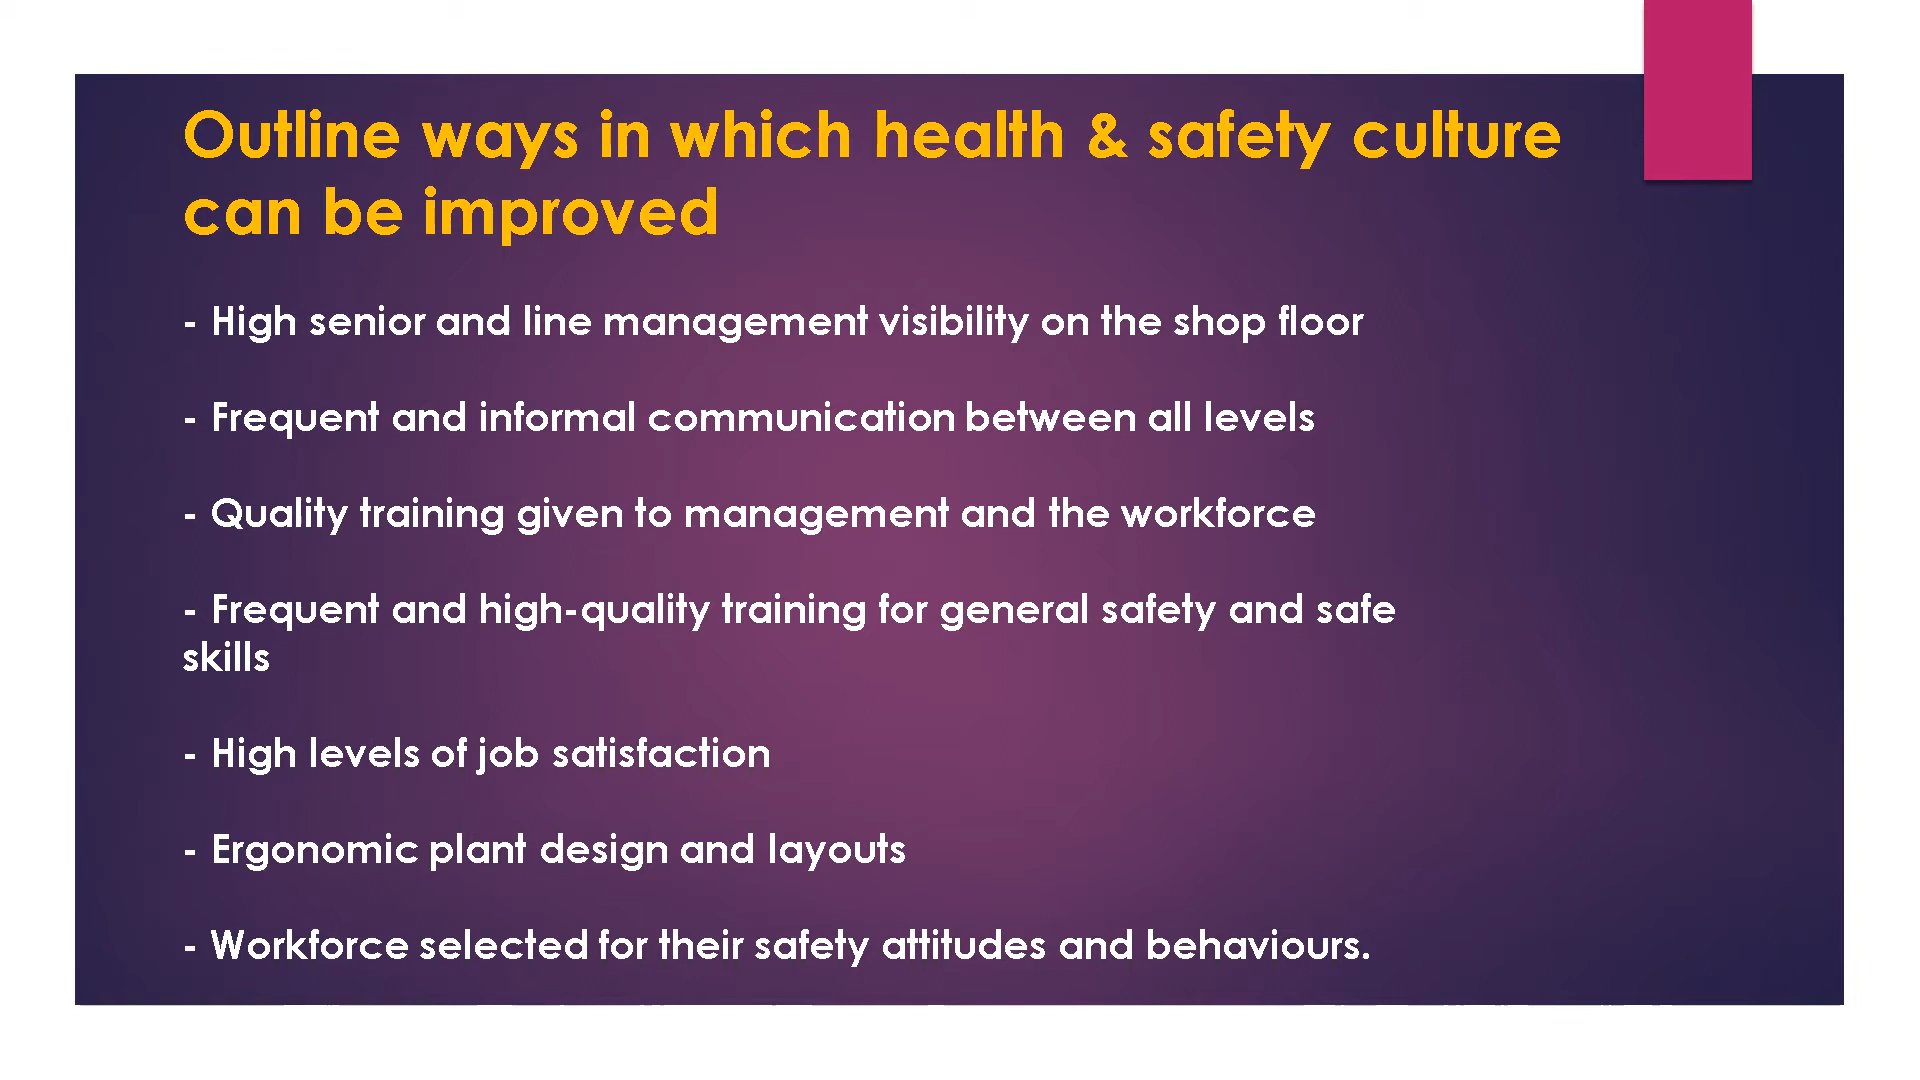 Outline ways in which health & safety culture
can be improved
- High senior and line management visibility on the shop floor
- Frequent and informal communication between all levels
- Quality training given to management and the workforce
- Frequent and high-quality training for general safety and safe
skills
- High levels of job satisfaction
- Ergonomic plant design and layouts
- Workforce selected for their safety attitudes and behaviours.